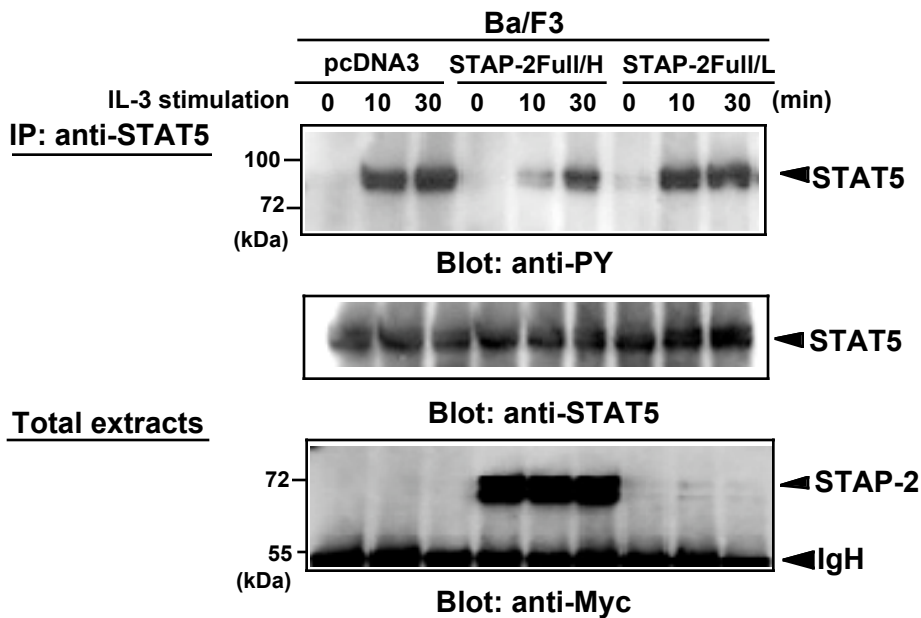 Ba/F3
pcDNA3 STAP-2Full/H STAP-2Full/L
IL-3 stimulation 0 10 30 0 10 30 0 10 30 (min)
IP: anti-STAT5
100
STAT5
72
(kDa)
Blot: anti-PY
STAT5
Blot: anti-STAT5
Total extracts
72
STAP-2
55
IgH
(kDa)
Blot: anti-Myc